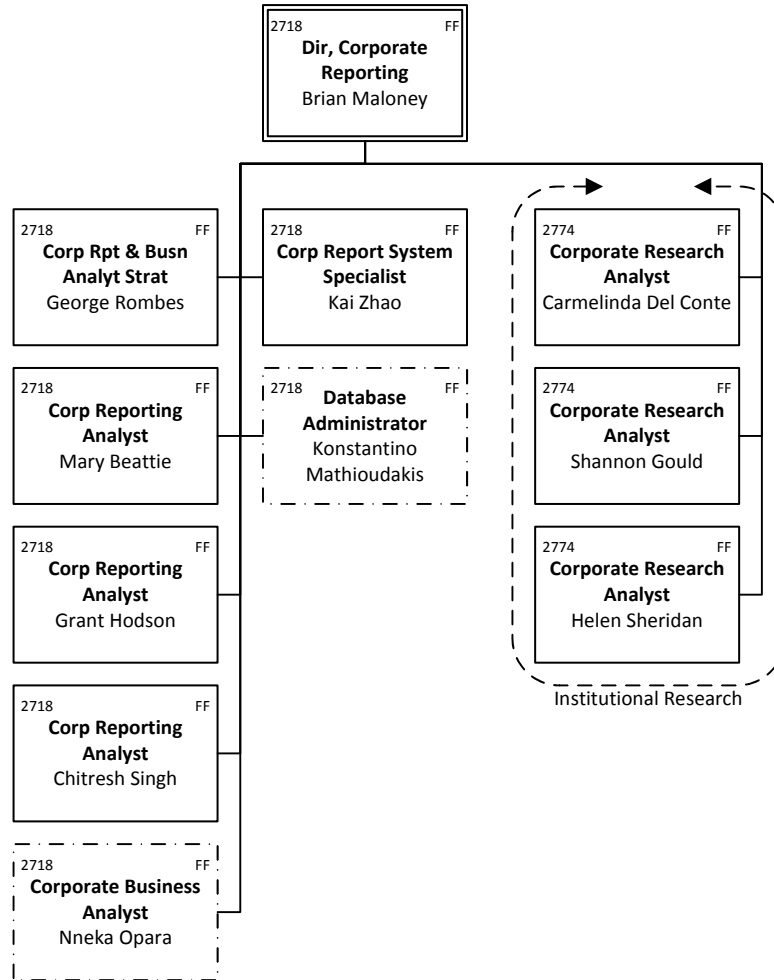 2718 FF
Dir, Corporate
Reporting
Brian Maloney
2718 FF
Corp Rpt & Busn
Analyt Strat
George Rombes
2718 FF
Corp Report System
Specialist
Kai Zhao
2774 FF
Corporate Research
Analyst
Carmelinda Del Conte
2718 FF
Corp Reporting
Analyst
Mary Beattie
2718 FF
Database
Administrator
Konstantino
Mathioudakis
2774 FF
Corporate Research
Analyst
Shannon Gould
2718 FF
Corp Reporting
Analyst
Grant Hodson
2774 FF
Corporate Research
Analyst
Helen Sheridan
Institutional Research
2718 FF
Corp Reporting
Analyst
Chitresh Singh
2718 FF
Corporate Business
Analyst
Nneka Opara